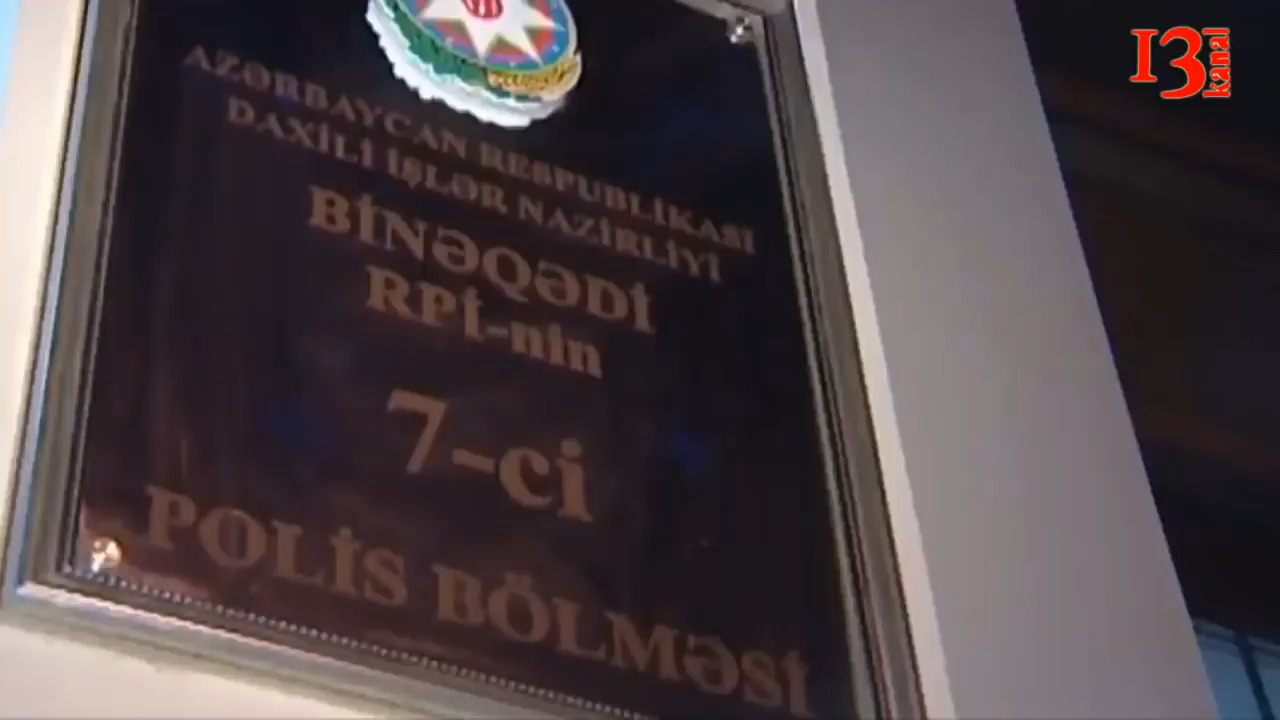 AZƏRBAYCAN RESPUBLİKASI
DAXİLİ İŞLƏR NAZİRLİYİ
BİNƏQƏDİ
RPİ-nin
7-ci
POLİS BÖLMƏSİ
13
kanal